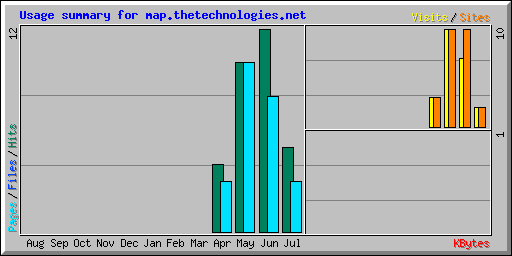 Usage summary for map.thetechnologies.net
Visits/Sites
12
10
1
Pages/Files/Hits
Aug Sep Oct Nov Dec Jan Feb Mar Apr May Jun Jul
KBytes